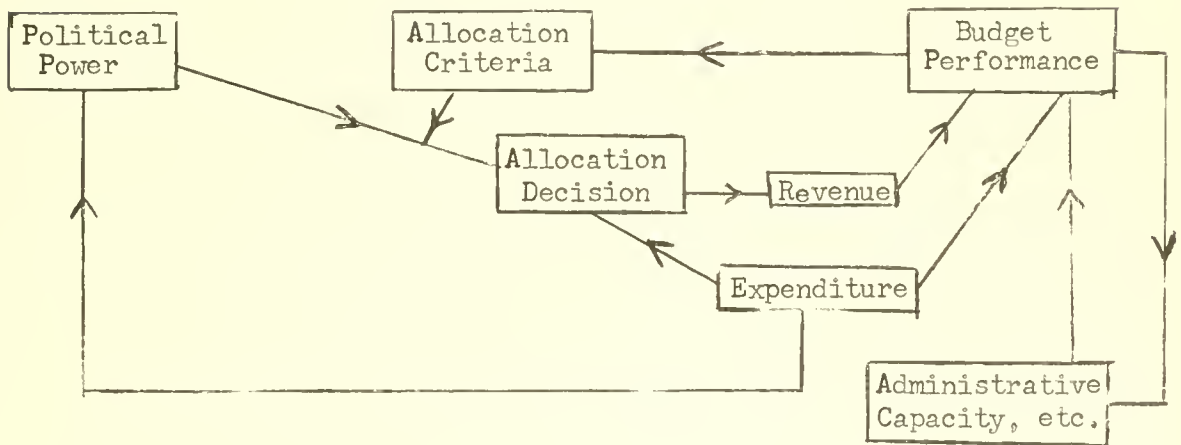 Political
Power
Allocation
Criteria
Budget
Performance
Allocation
Decision
Revenue
Expenditure
Administrative
Capacity, etc.